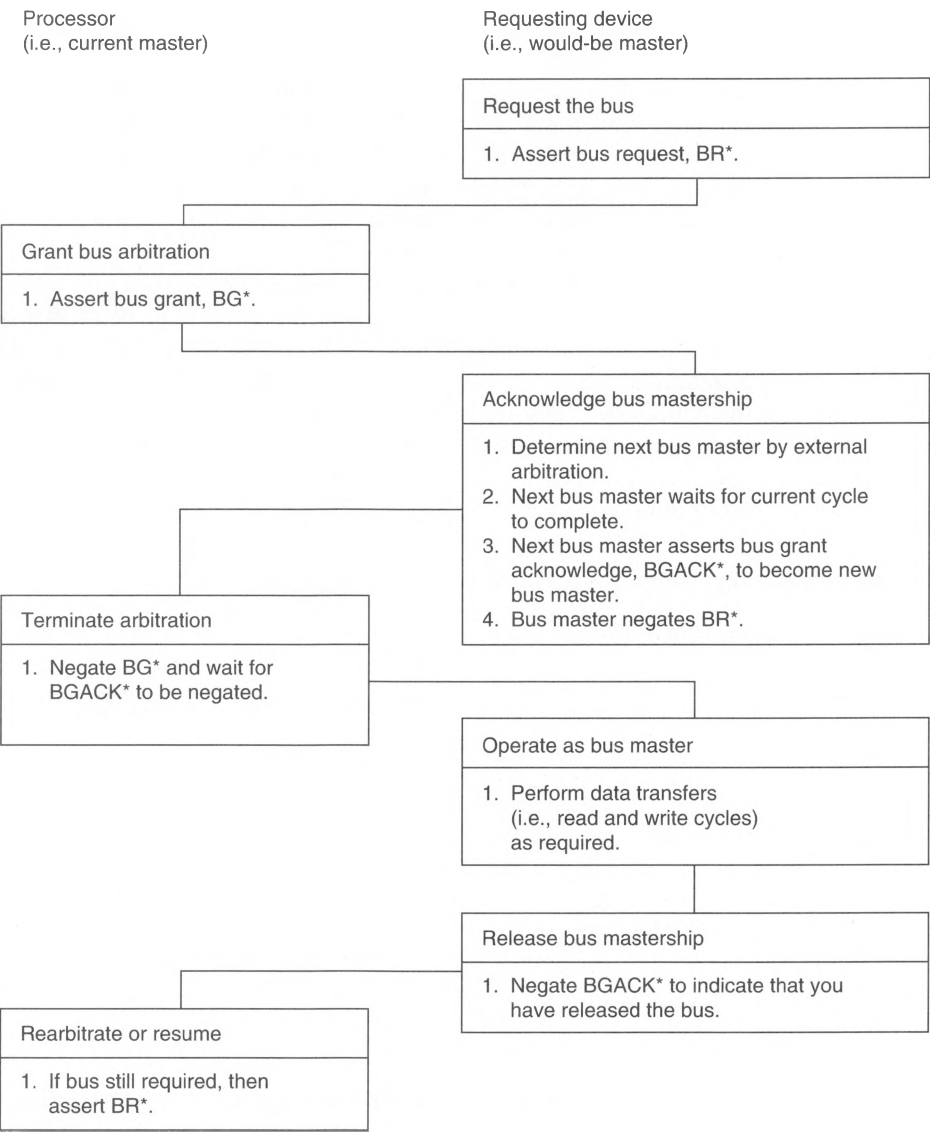 Processor
(i.e., current master)
Requesting device
(i.e., would-be master)
Request the bus
1. Assert bus request, BR*.
Grant bus arbitration
1. Assert bus grant, BG*.
Acknowledge bus mastership
1. Determine next bus master by external
arbitration.
2. Next bus master waits for current cycle
to complete.
3. Next bus master asserts bus grant
acknowledge, BGACK*, to become new
bus master.
4. Bus master negates BR*.
Terminate arbitration
1. Negate BG* and wait for
BGACK* to be negated.
Operate as bus master
1. Perform data transfers
(i.e., read and write cycles)
as required.
Release bus mastership
1. Negate BGACK* to indicate that you
have released the bus.
Rearbitrate or resume
1. If bus still required, then
assert BR*.